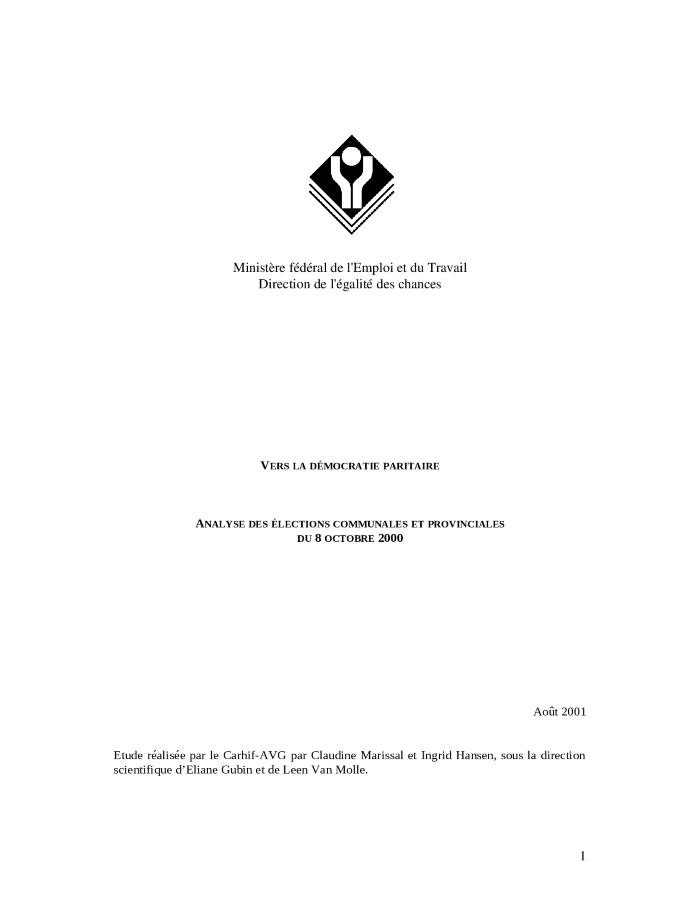 Ministère fédéral de l'Emploi et du Travail
Direction de l'égalité des chances
VERS LA DÉMOCRATIE PARITAIRE
ANALYSE DES ÉLECTIONS COMMUNALES ET PROVINCIALES
DU 8 OCTOBRE 2000
Août 2001
Etude réalisée par le Carhif-AVG par Claudine Marissal et Ingrid Hansen, sous la direction
scientifique d’Eliane Gubin et de Leen Van Molle.
1